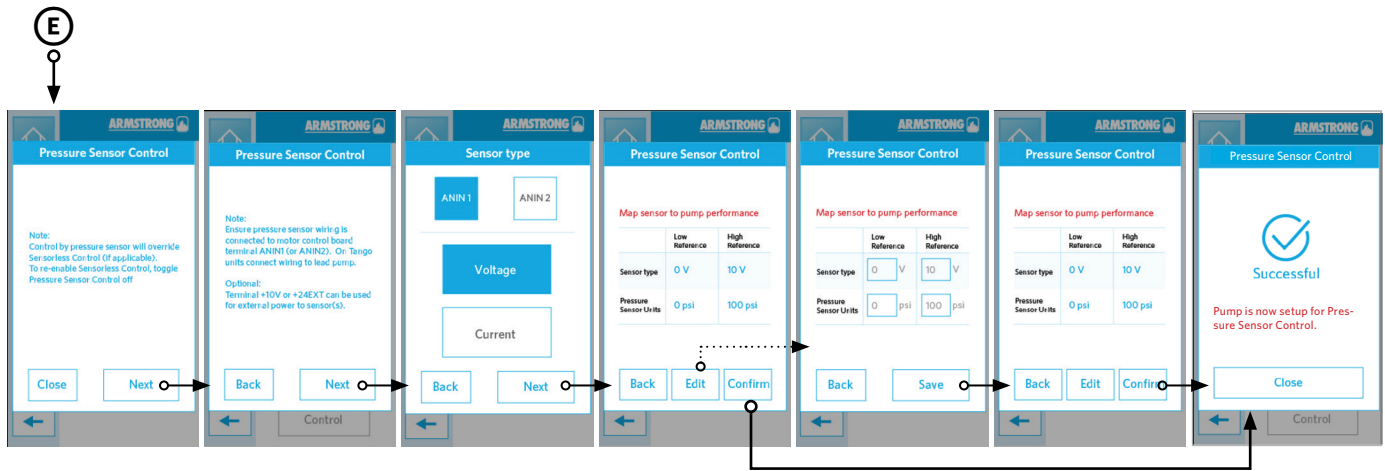 E
ARMSTRONG
Pressure Sensor Control
Note:
Control by pressure sensor will override
Sensorless Control (if applicable).
To re-enable Sensorless Control, toggle
Pressure Sensor Control off
Close
Next
ARMSTRONG
Pressure Sensor Control
Note:
Ensure pressure sensor wiring is
connected to motor control board
terminal ANIN1 (or ANIN2). On Tango
units connect wiring to lead pump.
Optional:
Terminal +10V or +24EXT can be used
for external power to sensor(s).
Back
Next
Control
ARMSTRONG
Sensor type
ANIN 1
ANIN 2
Voltage
Current
Back
Next
ARMSTRONG
Pressure Sensor Control
Map sensor to pump performance
Low
Reference
High
Reference
Sensor type
0 V
10 V
Pressure
Sensor Units
0 psi
100 psi
Back
Edit
Confirm
ARMSTRONG
Pressure Sensor Control
Map sensor to pump performance
Low
Reference
High
Reference
Sensor type
0 V
10 V
Pressure
Sensor Units
0 psi
100 psi
Back
Save
ARMSTRONG
Pressure Sensor Control
Map sensor to pump performance
Low
Reference
High
Reference
Sensor type
0 V
10 V
Pressure
Sensor Units
0 psi
100 psi
Back
Edit
Confirm
ARMSTRONG
Pressure Sensor Control
Successful
Pump is now setup for Pres-
sure Sensor Control.
Close
Control